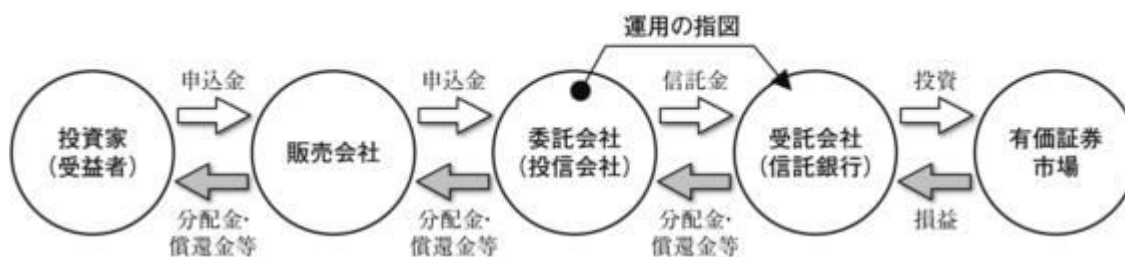 運用の指図
申込金
申込金
信託金
投資
投資家
(受益者)
販売会社
委託会社
(投信会社)
受託会社
(信託銀行)
有価証券
市場
分配金・
償還金等
分配金・
償還金等
分配金・
償還金等
損益